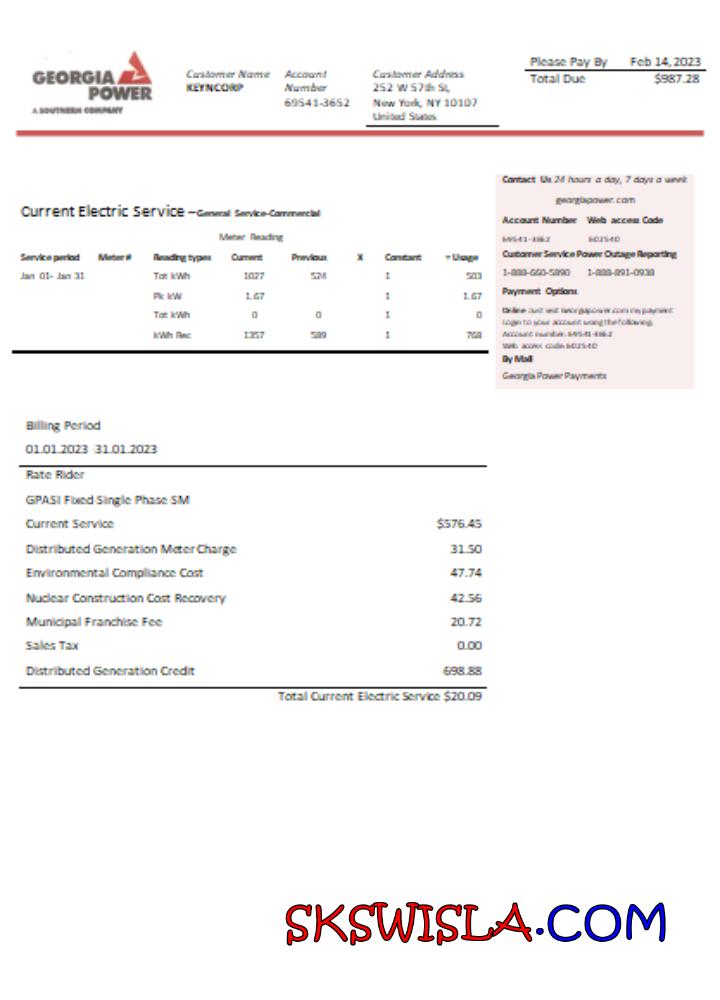 GEORGIA
POWER
A SOUTHERN COMPANY
Customer Name
KEYNCORP
Account
Number
69541-3652
Customer Address
252 W 57th St,
New York, NY 10107
United States
Please Pay By Feb 14,2023
Total Due $987.28
Contact Us 24 hours a day, 7 days a week
georgiapower.com
Account Number Web access Code
69541-3862 602540
Customer Service Power Outage Reporting
1-888-660-5890 1-888-891-0938
Payment Options
Online Just visit Georgiapower.com my payment
Login to your account using the following.
Account number. 69541-3862
Web access code 602540
By Mail
Georgia Power Payments
Current Electric Service –General Service-Commercial
Meter Reading
Service period Meter# Reading types Current Previous X Constant = Usage
Jan 01- Jan 31 Tot kWh 1027 524 1 503
Pk kW 1.67 1 1.67
Tot kWh 0 0 1 0
kWh Rec 1357 589 1 768
Billing Period
01.01.2023 31.01.2023
Rate Rider
GPASI Fixed Single Phase SM
Current Service $576.45
Distributed Generation Meter Charge 31.50
Environmental Compliance Cost 47.74
Nuclear Construction Cost Recovery 42.56
Municipal Franchise Fee 20.72
Sales Tax 0.00
Distributed Generation Credit -698.88
Total Current Electric Service $20.09
SKSWISLA.COM